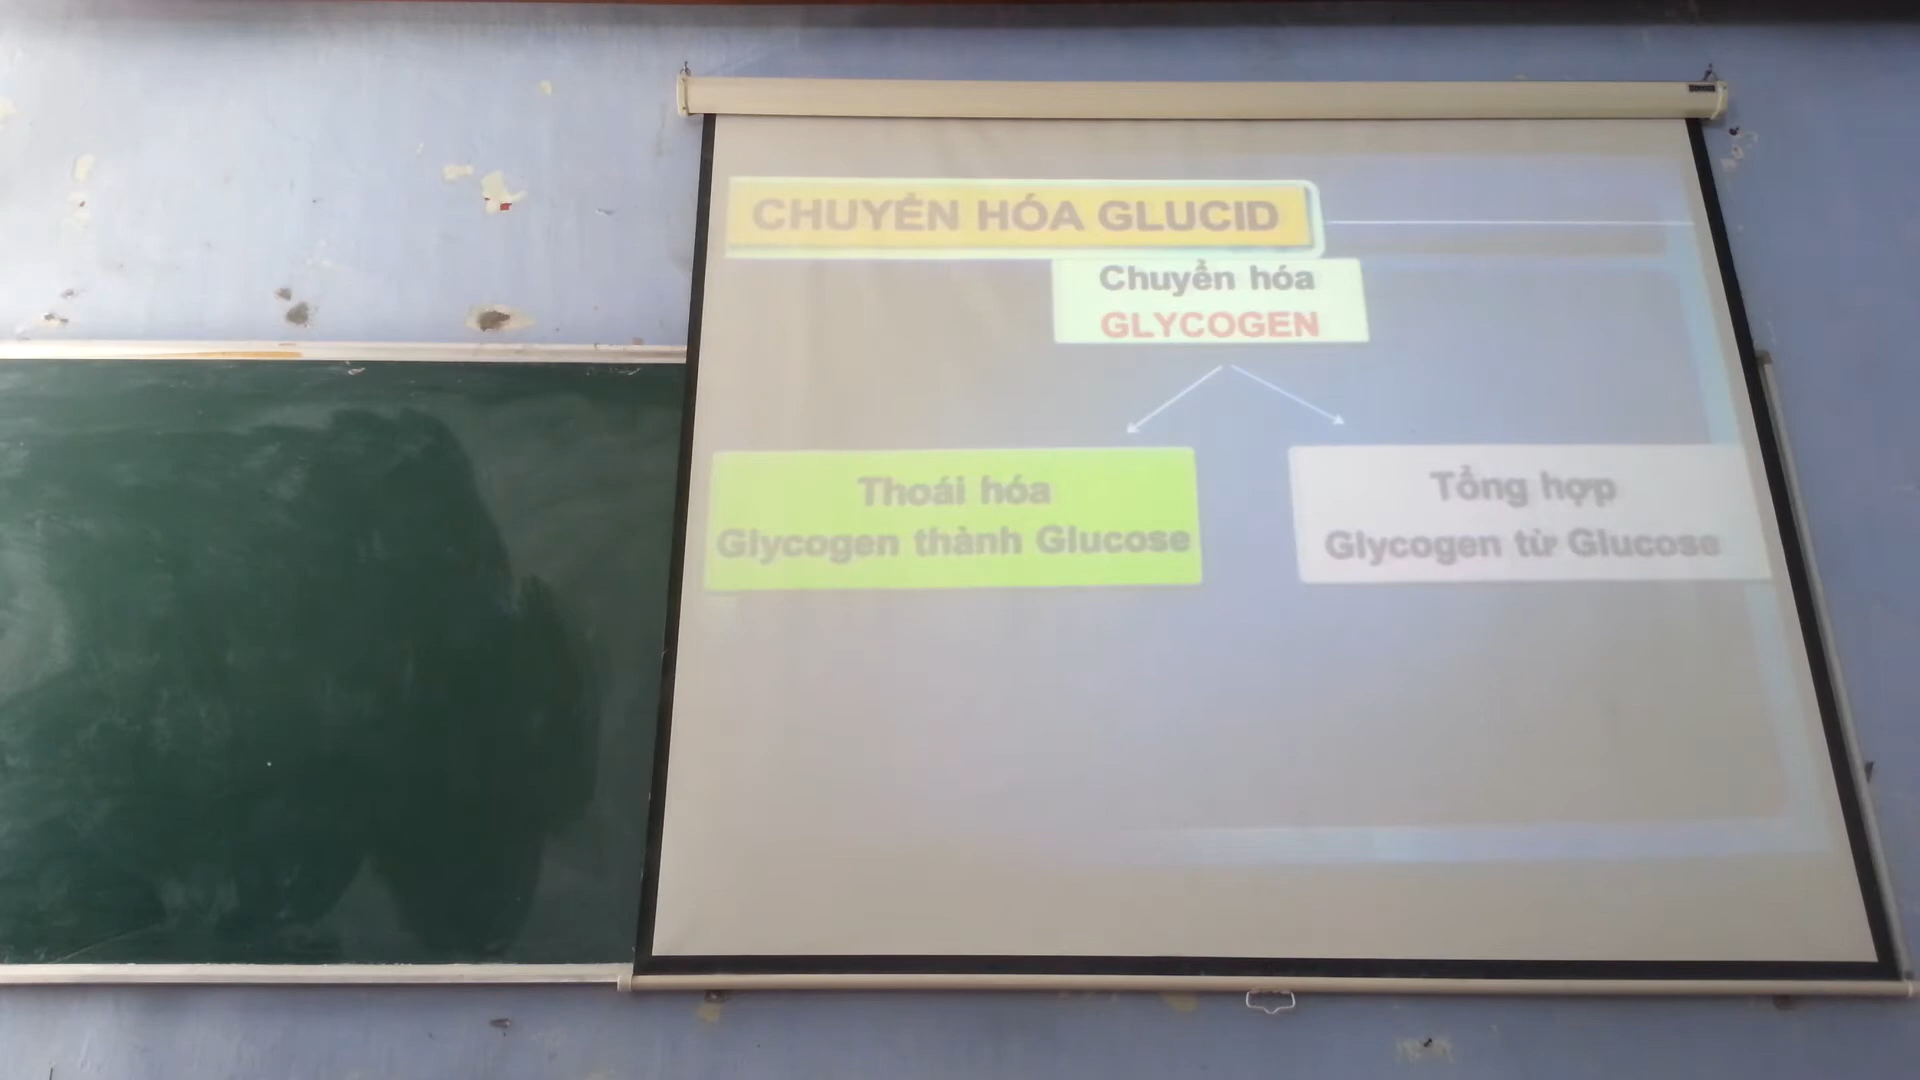 CHUYỂN HÓA GLUCID
Chuyển hóa
GLYCOGEN
Thoái hóa
Glycogen thành Glucose
Tổng hợp
Glycogen từ Glucose